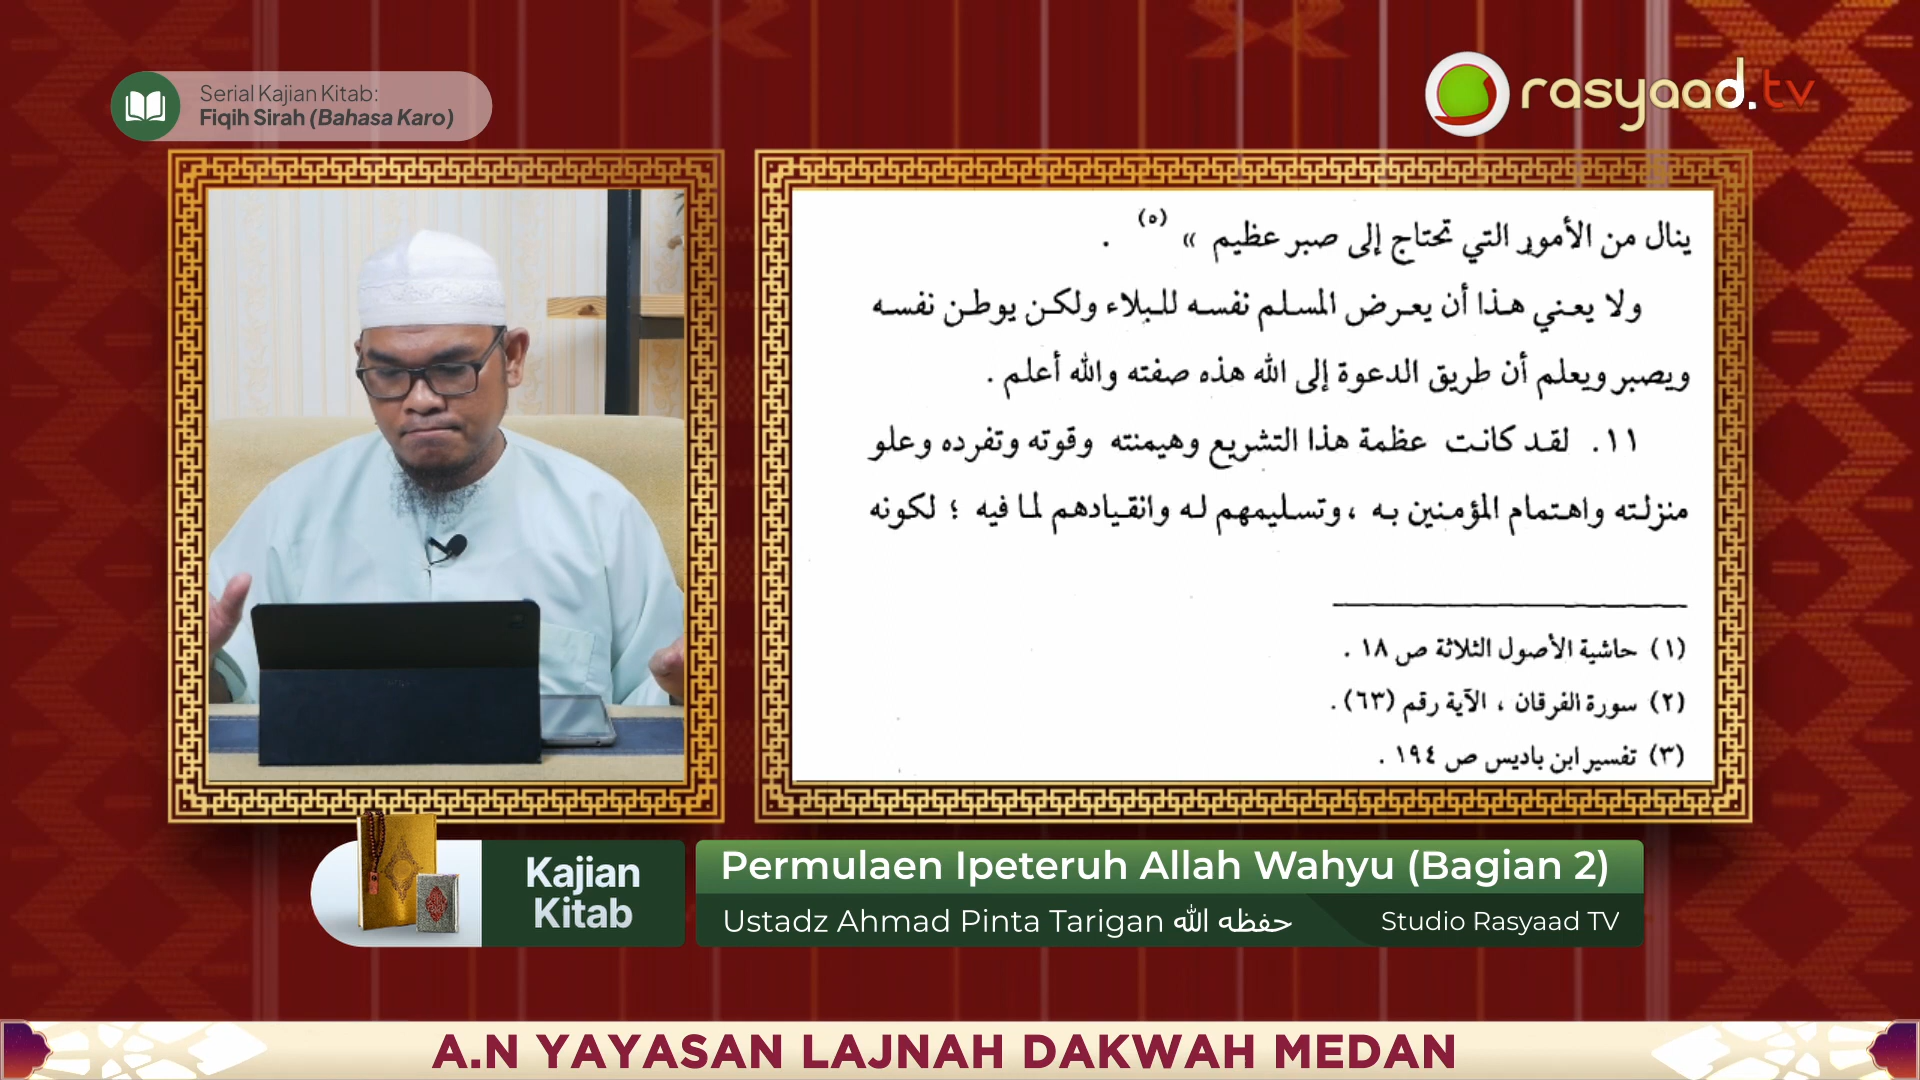 Serial Kajian Kitab:
Fiqih Sirah (Bahasa Karo)
rasyaad.tv
ينال من الأمور التي تحتاج إلى صبر عظيم » (٥) .
ولا يعني هذا أن يعرض المسلم نفسه للبلاء ولكن يوطن نفسه
ويصبر ويعلم أن طريق الدعوة إلى الله هذه صفته والله أعلم .
١١. لقد كانت عظمة هذا التشريع وهيمنته وقوته وتفرده وعلو
منزلته واهتمام المؤمنين به ، وتسليمهم له وانقيادهم لما فيه ؛ لكونه
(١) حاشية الأصول الثلاثة ص ١٨ .
(٢) سورة الفرقان ، الآية رقم (٦٣) .
(٣) تفسير ابن باديس ص ١٩٤ .
Kajian
Kitab
Permulaen Ipeteruh Allah Wahyu (Bagian 2)
Ustadz Ahmad Pinta Tarigan حفظه الله
Studio Rasyaad TV
A.N YAYASAN LAJNAH DAKWAH MEDAN